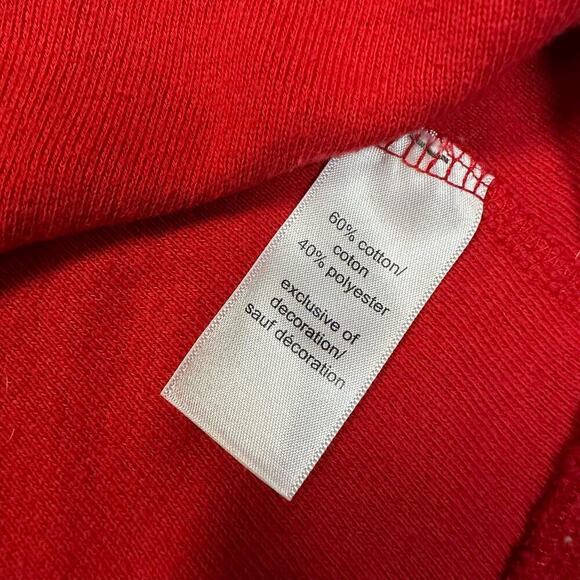 60% cotton/
coton
40% polyester
exclusive of
decoration/
sauf décoration